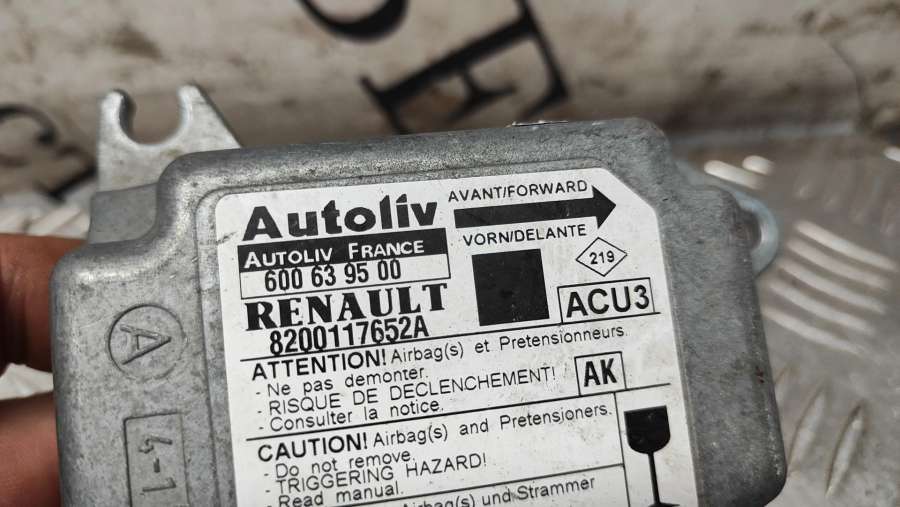 Autoliv
AVANT/FORWARD
AUTOLIV FRANCE
VORN/DELANTE
600 63 95 00
219
RENAULT
ACU3
8200117652A
ATTENTION! Airbag(s) et Pretensionneurs.
- Ne pas demonter.
- RISQUE DE DECLENCHEMENT!
AK
- Consulter la notice.
CAUTION! Airbag(s) and Pretensioners.
- Do not remove.
- TRIGGERING HAZARD!
- Read manual.
Airbag(s) und Strammer
A
4-1